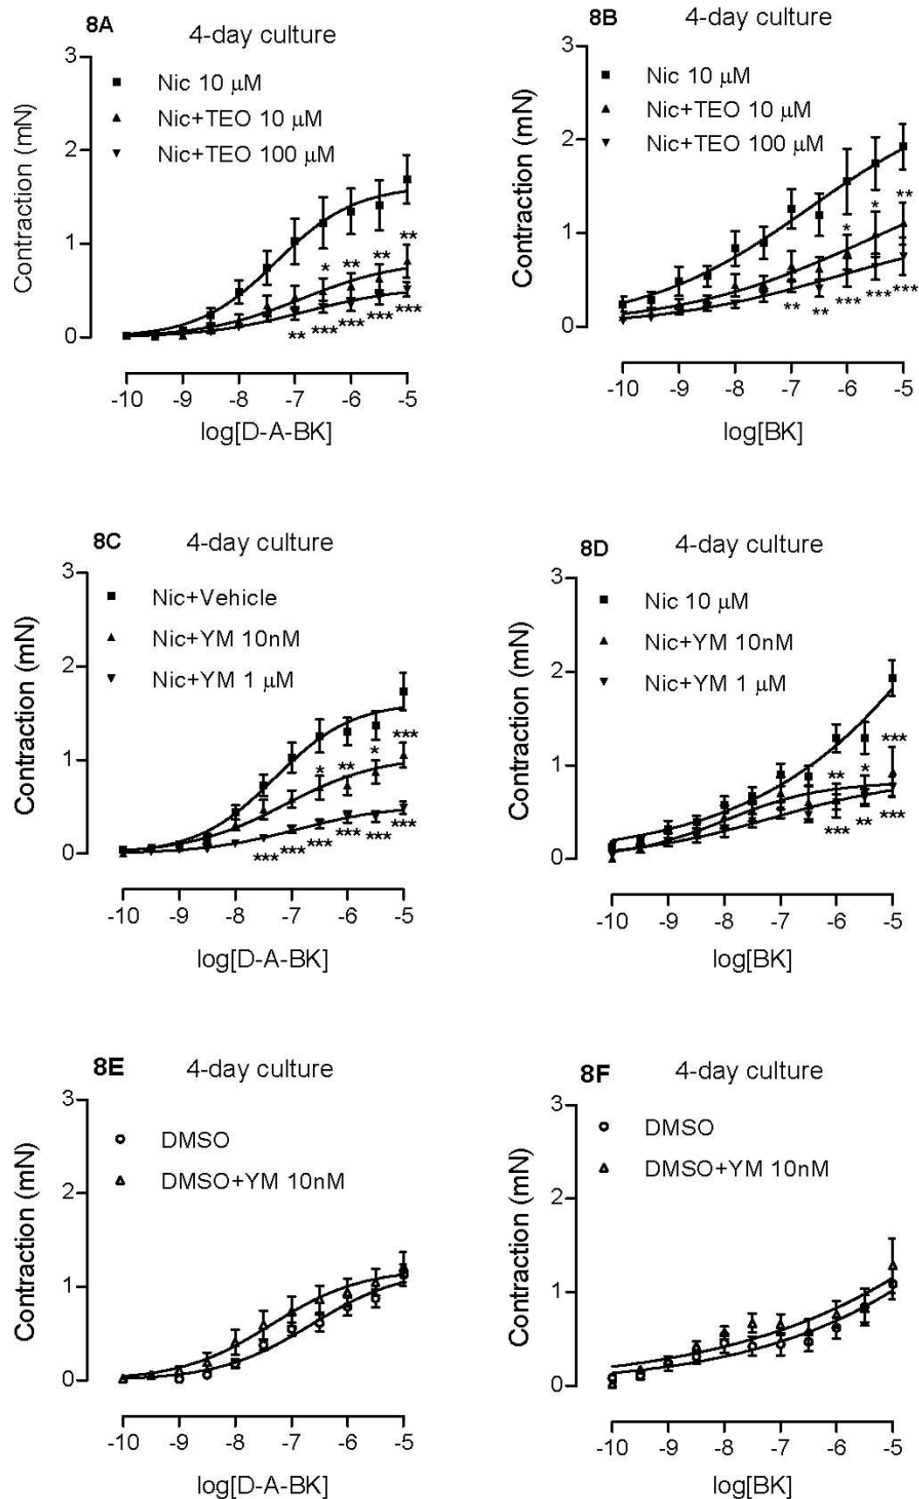 8A
4-day culture
3
2
1
0
Contraction (mN)
Nic 10 μM
Nic+TEO 10 μM
Nic+TEO 100 μM
* ** ** **
** *** *** *** ***
-10 -9 -8 -7 -6 -5
log[D-A-BK]
8B
4-day culture
3
2
1
0
Contraction (mN)
Nic 10 μM
Nic+TEO 10 μM
Nic+TEO 100 μM
* * **
** ** *** *** ***
-10 -9 -8 -7 -6 -5
log[BK]
8C
4-day culture
3
2
1
0
Contraction (mN)
Nic+Vehicle
Nic+YM 10nM
Nic+YM 1 μM
* ** * ***
*** *** *** *** *** ***
-10 -9 -8 -7 -6 -5
log[D-A-BK]
8D
4-day culture
3
2
1
0
Contraction (mN)
Nic 10 μM
Nic+YM 10nM
Nic+YM 1 μM
** * ***
*** ** ***
-10 -9 -8 -7 -6 -5
log[BK]
8E
4-day culture
3
2
1
0
Contraction (mN)
DMSO
DMSO+YM 10nM
-10 -9 -8 -7 -6 -5
log[D-A-BK]
8F
4-day culture
3
2
1
0
Contraction (mN)
DMSO
DMSO+YM 10nM
-10 -9 -8 -7 -6 -5
log[BK]